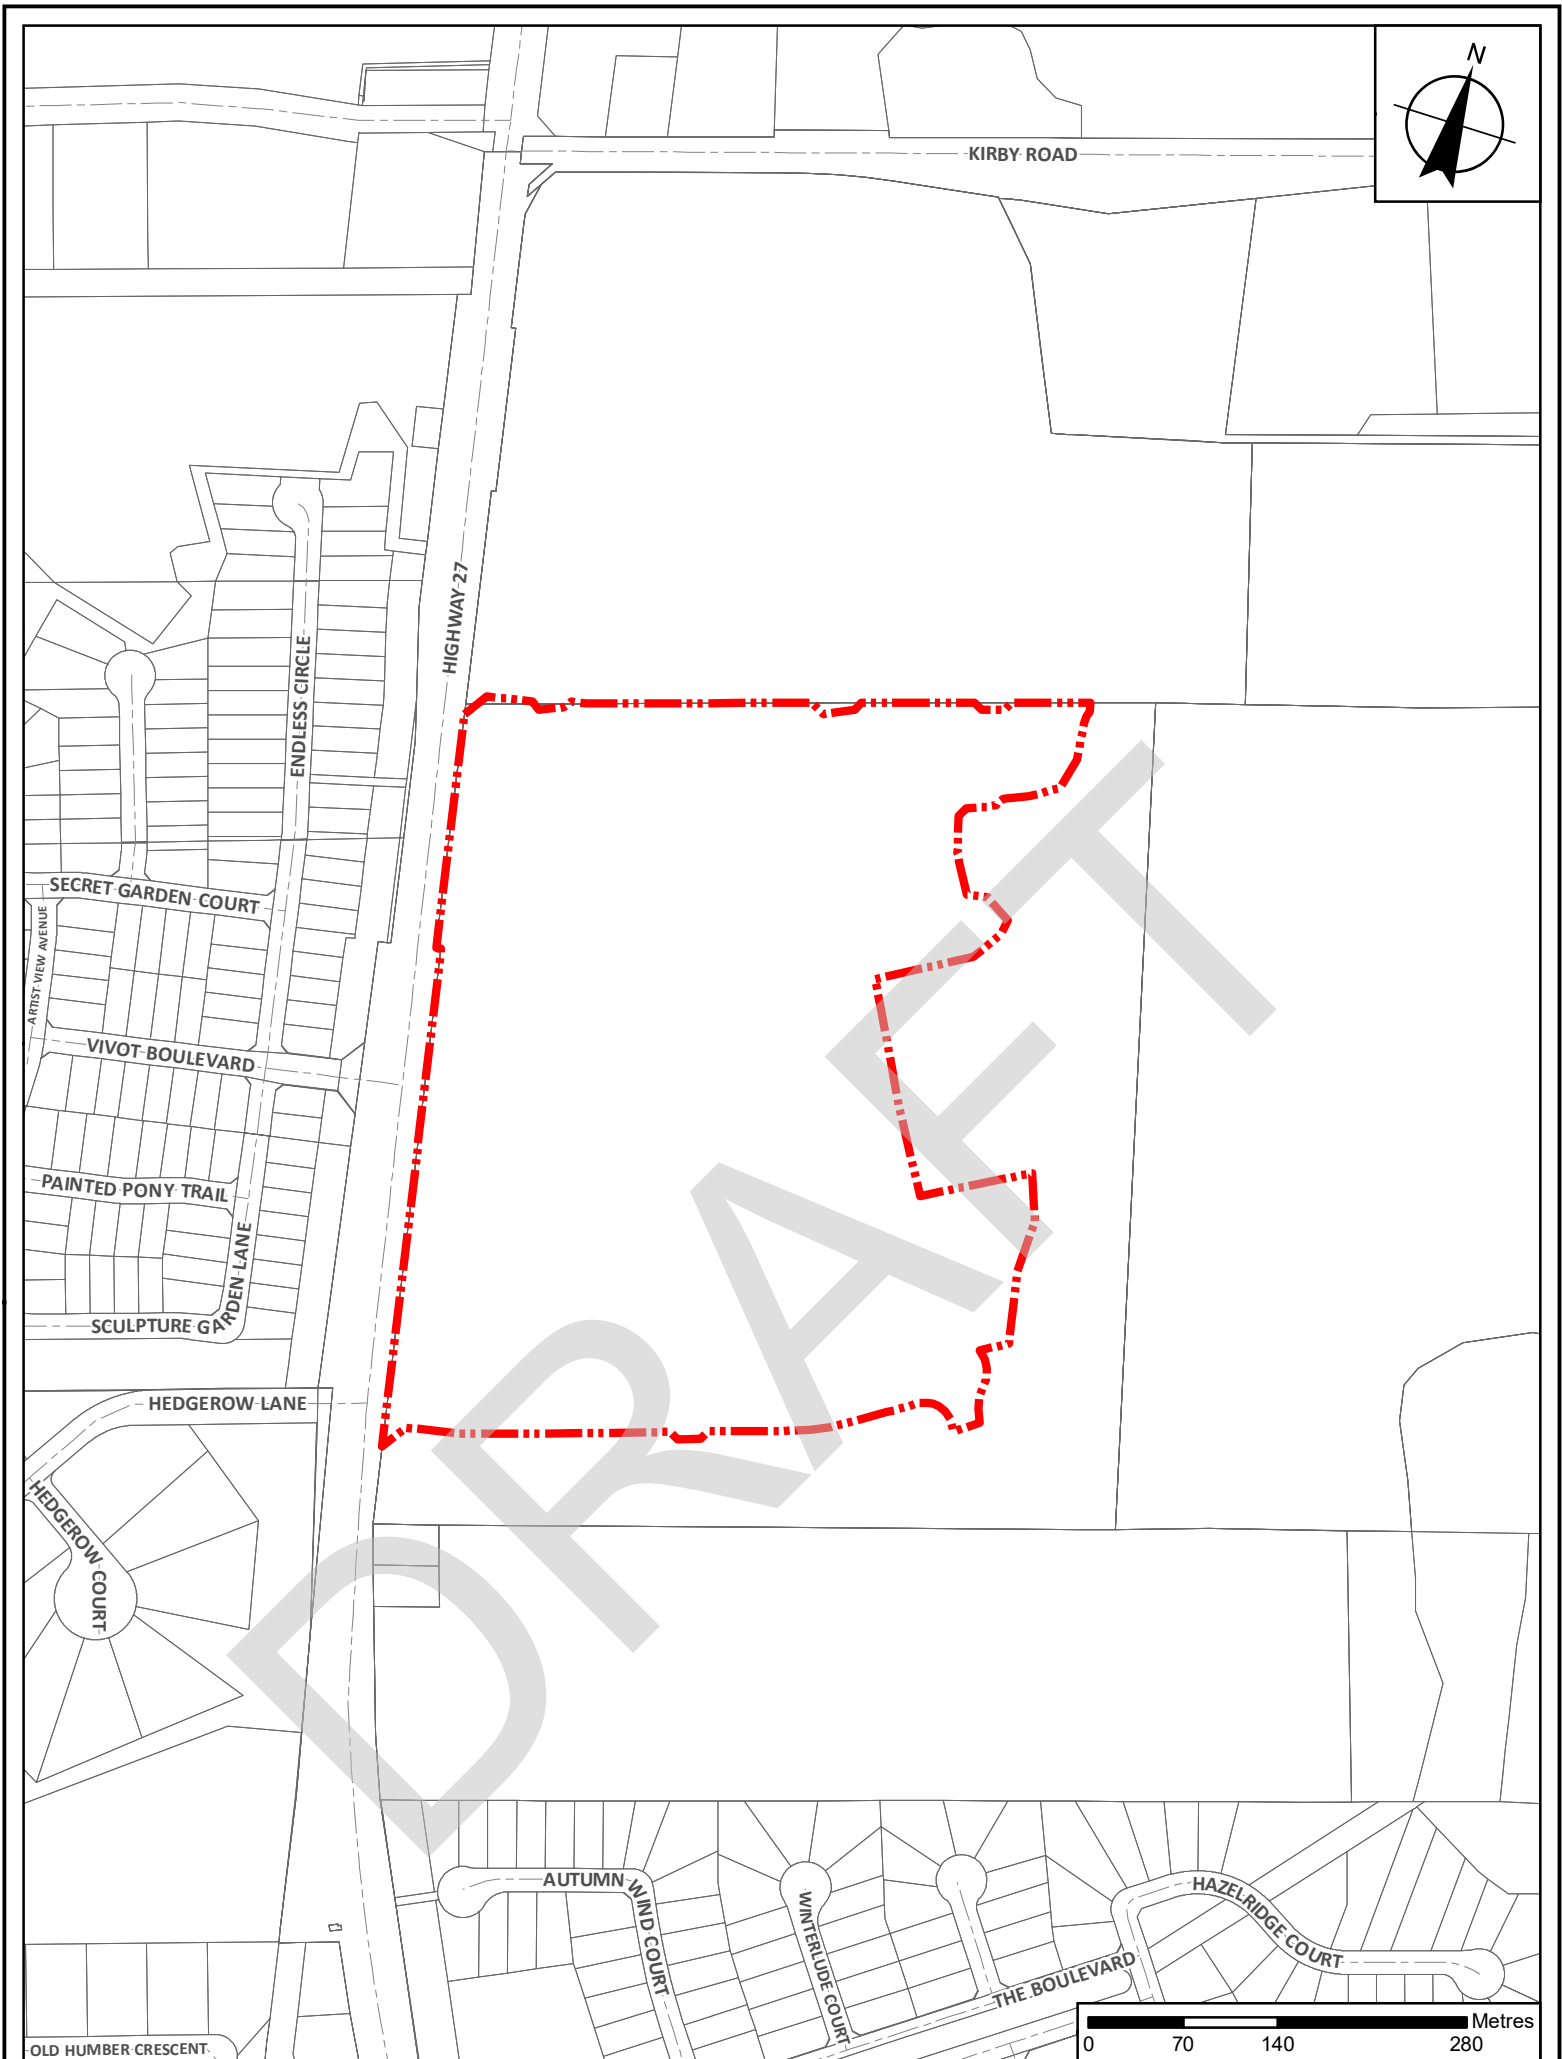 N
KIRBY ROAD
HIGHWAY 27
ENDLESS CIRCLE
SECRET GARDEN COURT
ARTIST VIEW AVENUE
VIVOT BOULEVARD
PAINTED PONY TRAIL
SCULPTURE GARDEN LANE
HEDGEROW LANE
HEDGEROW COURT
DRAFT
AUTUMN WIND COURT
WINTERLUDE COURT
HAZELRIDGE COURT
THE BOULEVARD
OLD HUMBER CRESCENT
Metres
0 70 140 280